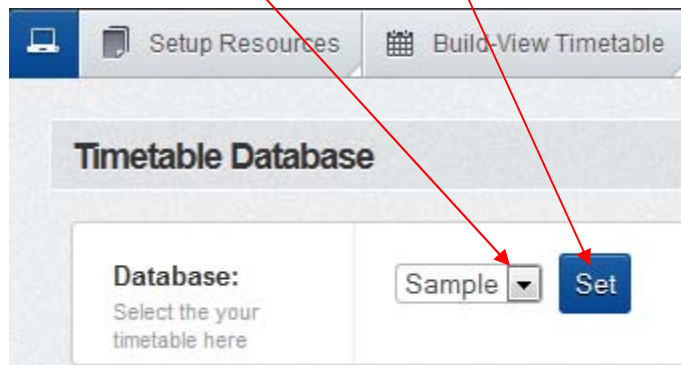 Setup Resources Build-View Timetable
Timetable Database
Database:
Select the your
timetable here
Sample Set